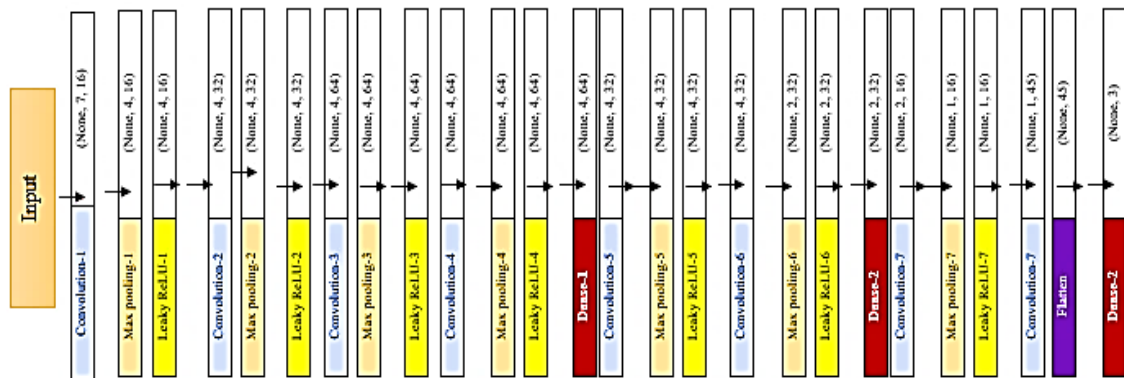 Input
Convolution-1 (None, 7, 16)
Max pooling-1 (None, 4, 16)
Leaky ReLU-1 (None, 4, 16)
Convolution-2 (None, 4, 32)
Max pooling-2 (None, 4, 32)
Leaky ReLU-2 (None, 4, 32)
Convolution-3 (None, 4, 64)
Max pooling-3 (None, 4, 64)
Leaky ReLU-3 (None, 4, 64)
Convolution-4 (None, 4, 64)
Max pooling-4 (None, 4, 64)
Leaky ReLU-4 (None, 4, 64)
Dense-1 (None, 4, 64)
Convolution-5 (None, 4, 32)
Max pooling-5 (None, 4, 32)
Leaky ReLU-5 (None, 4, 32)
Convolution-6 (None, 4, 32)
Max pooling-6 (None, 2, 32)
Leaky ReLU-6 (None, 2, 32)
Dense-2 (None, 2, 32)
Convolution-7 (None, 2, 16)
Max pooling-7 (None, 1, 16)
Leaky ReLU-7 (None, 1, 16)
Convolution-7 (None, 1, 45)
Flatten (None, 45)
Dense-2 (None, 3)